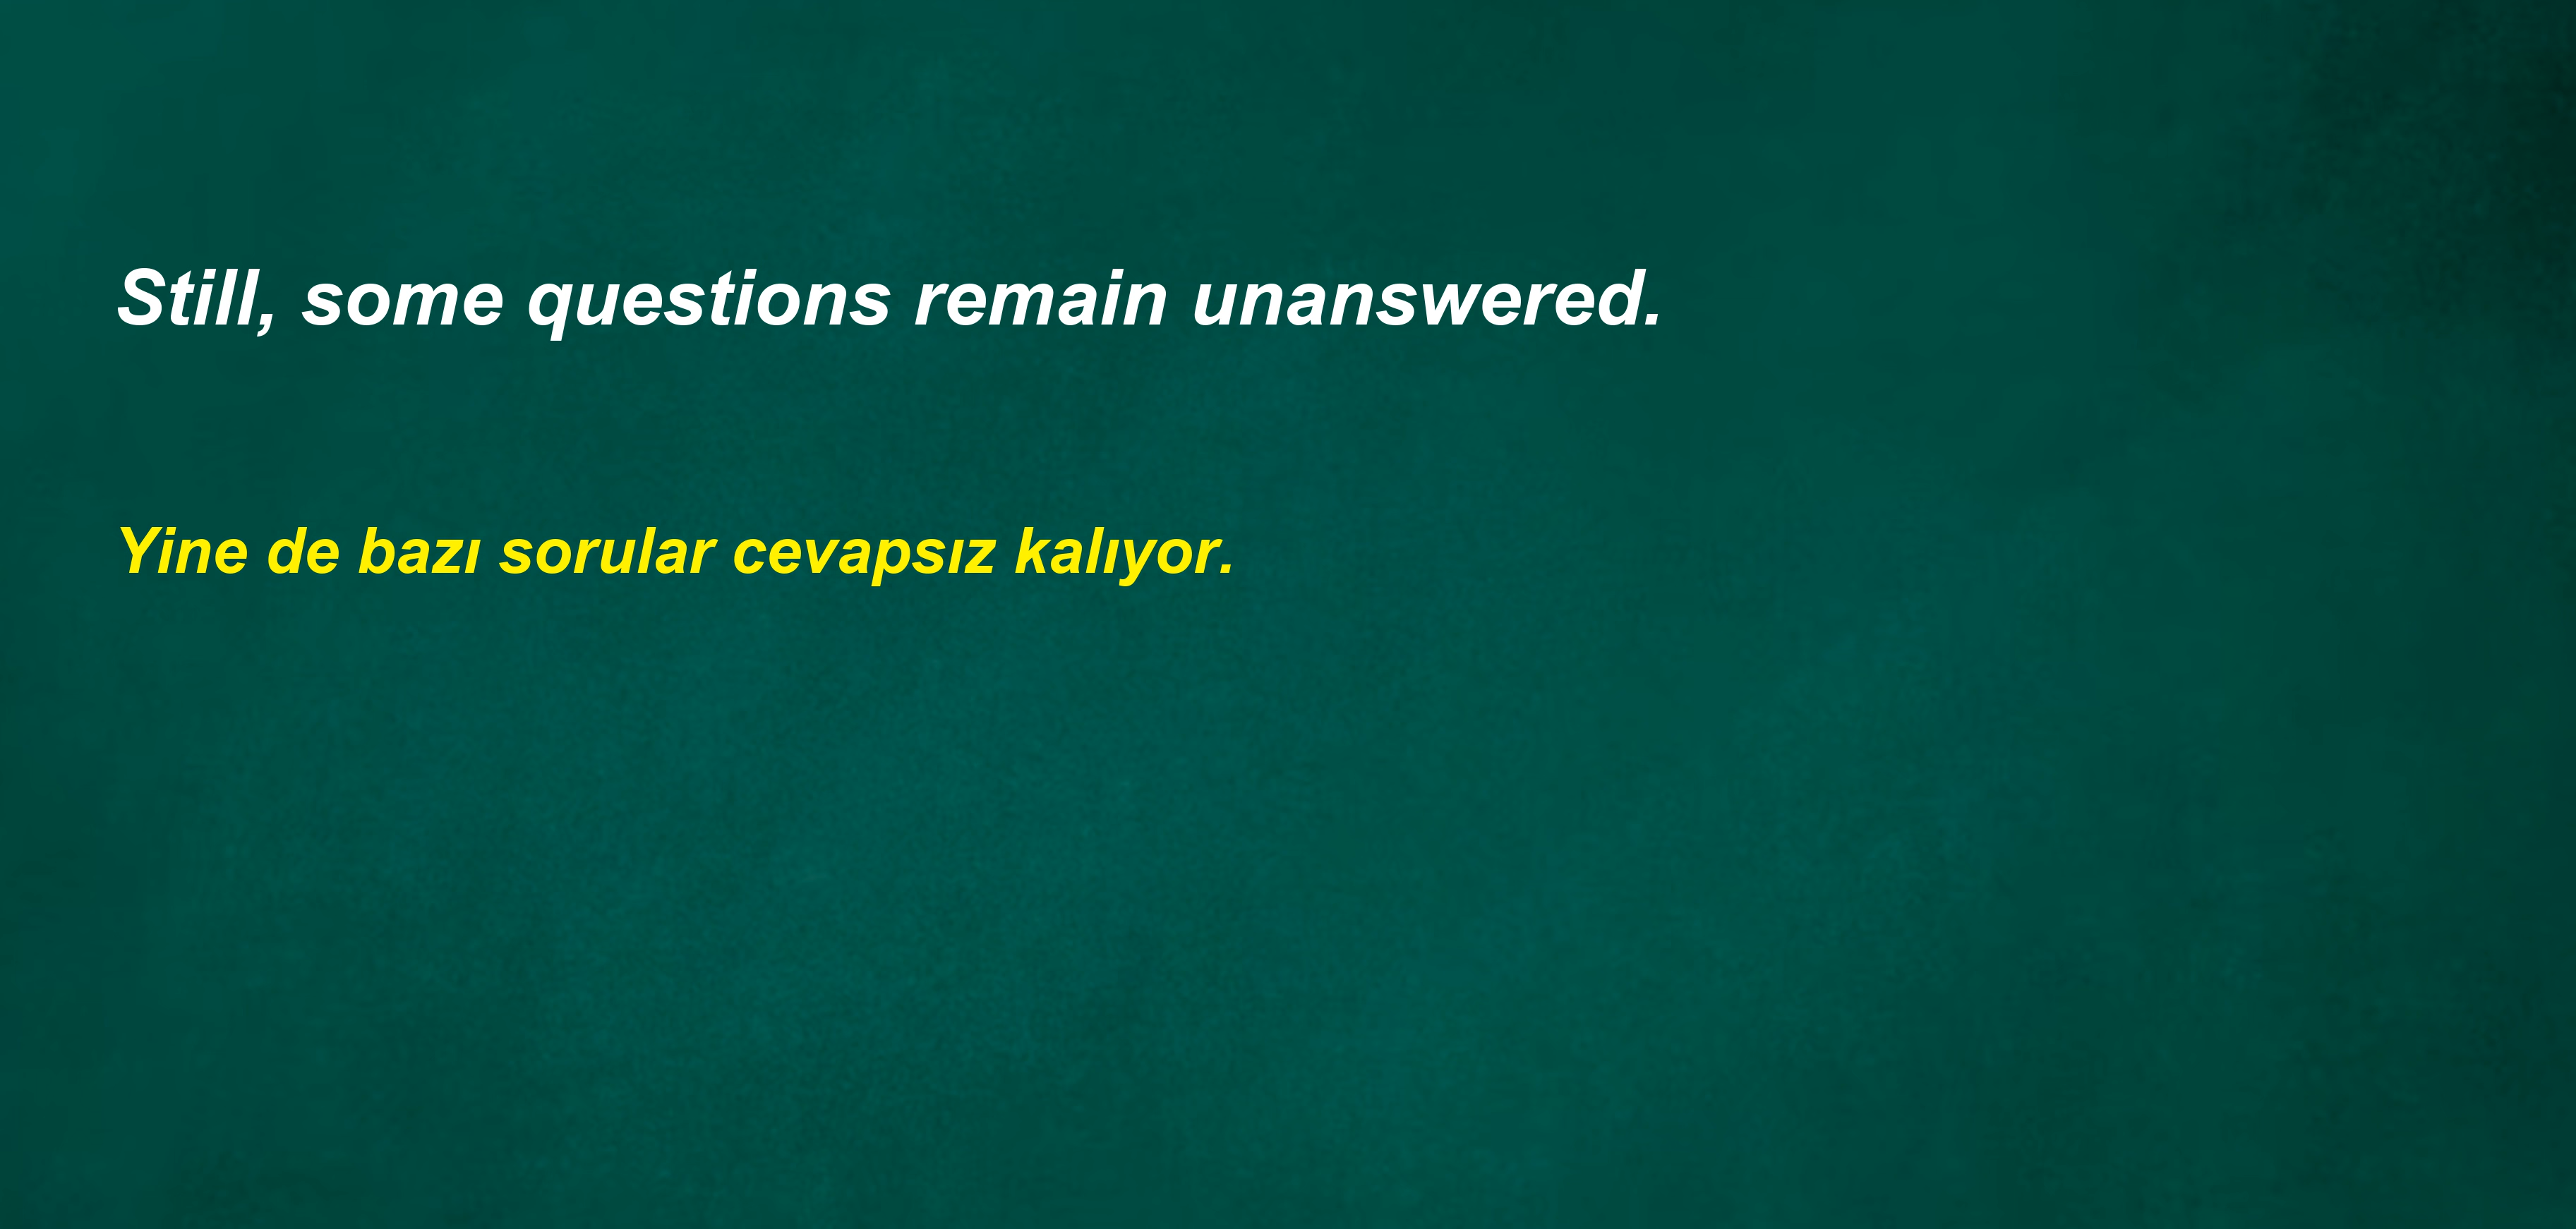 Still, some questions remain unanswered.
Yine de bazı sorular cevapsız kalıyor.